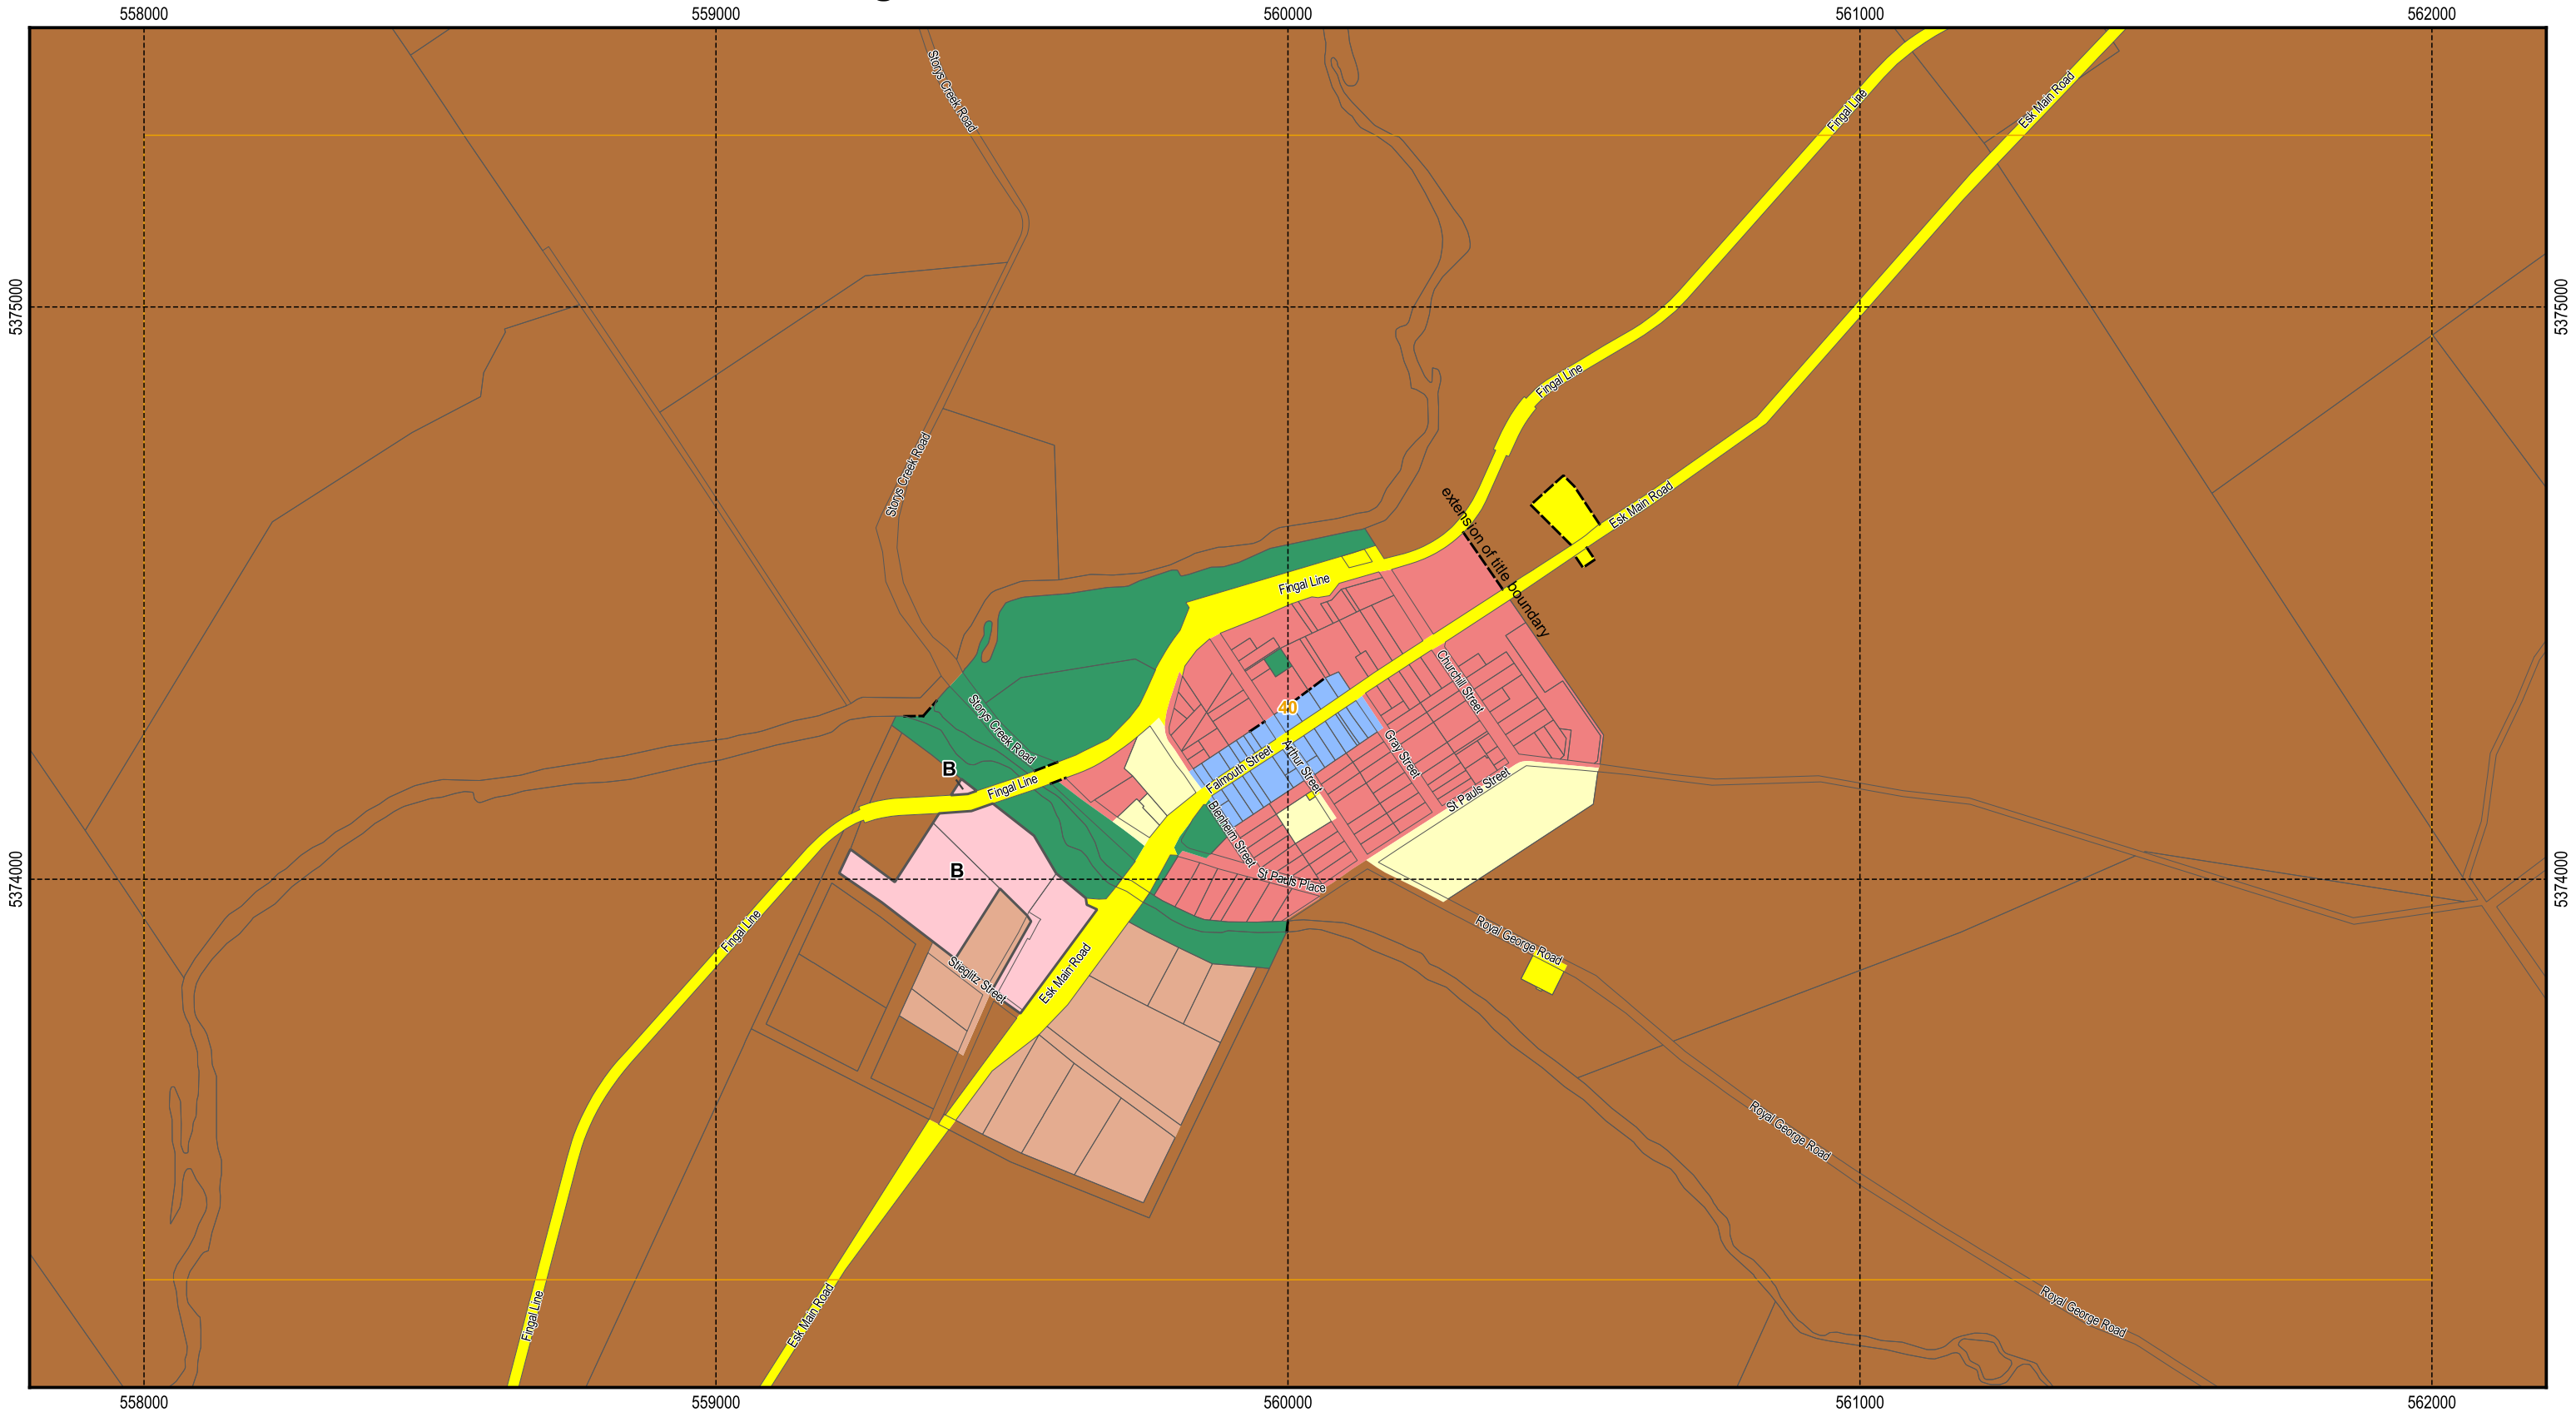 558000
559000
560000
561000
562000
Storys Creek Road
Fingal Line
Esk Main Road
5375000
5375000
Fingal Line
Storys Creek Road
extension of title boundary
Esk Main Road
Fingal Line
Churchill Street
Storys Creek Road
40
Gray Street
Arthur Street
Falmouth Street
B
Fingal Line
St Pauls Street
Blenheim Street
B
St Pauls Place
5374000
5374000
Fingal Line
Royal George Road
Stieglitz Street
Esk Main Road
Royal George Road
Fingal Line
Esk Main Road
Royal George Road
558000
559000
560000
561000
562000